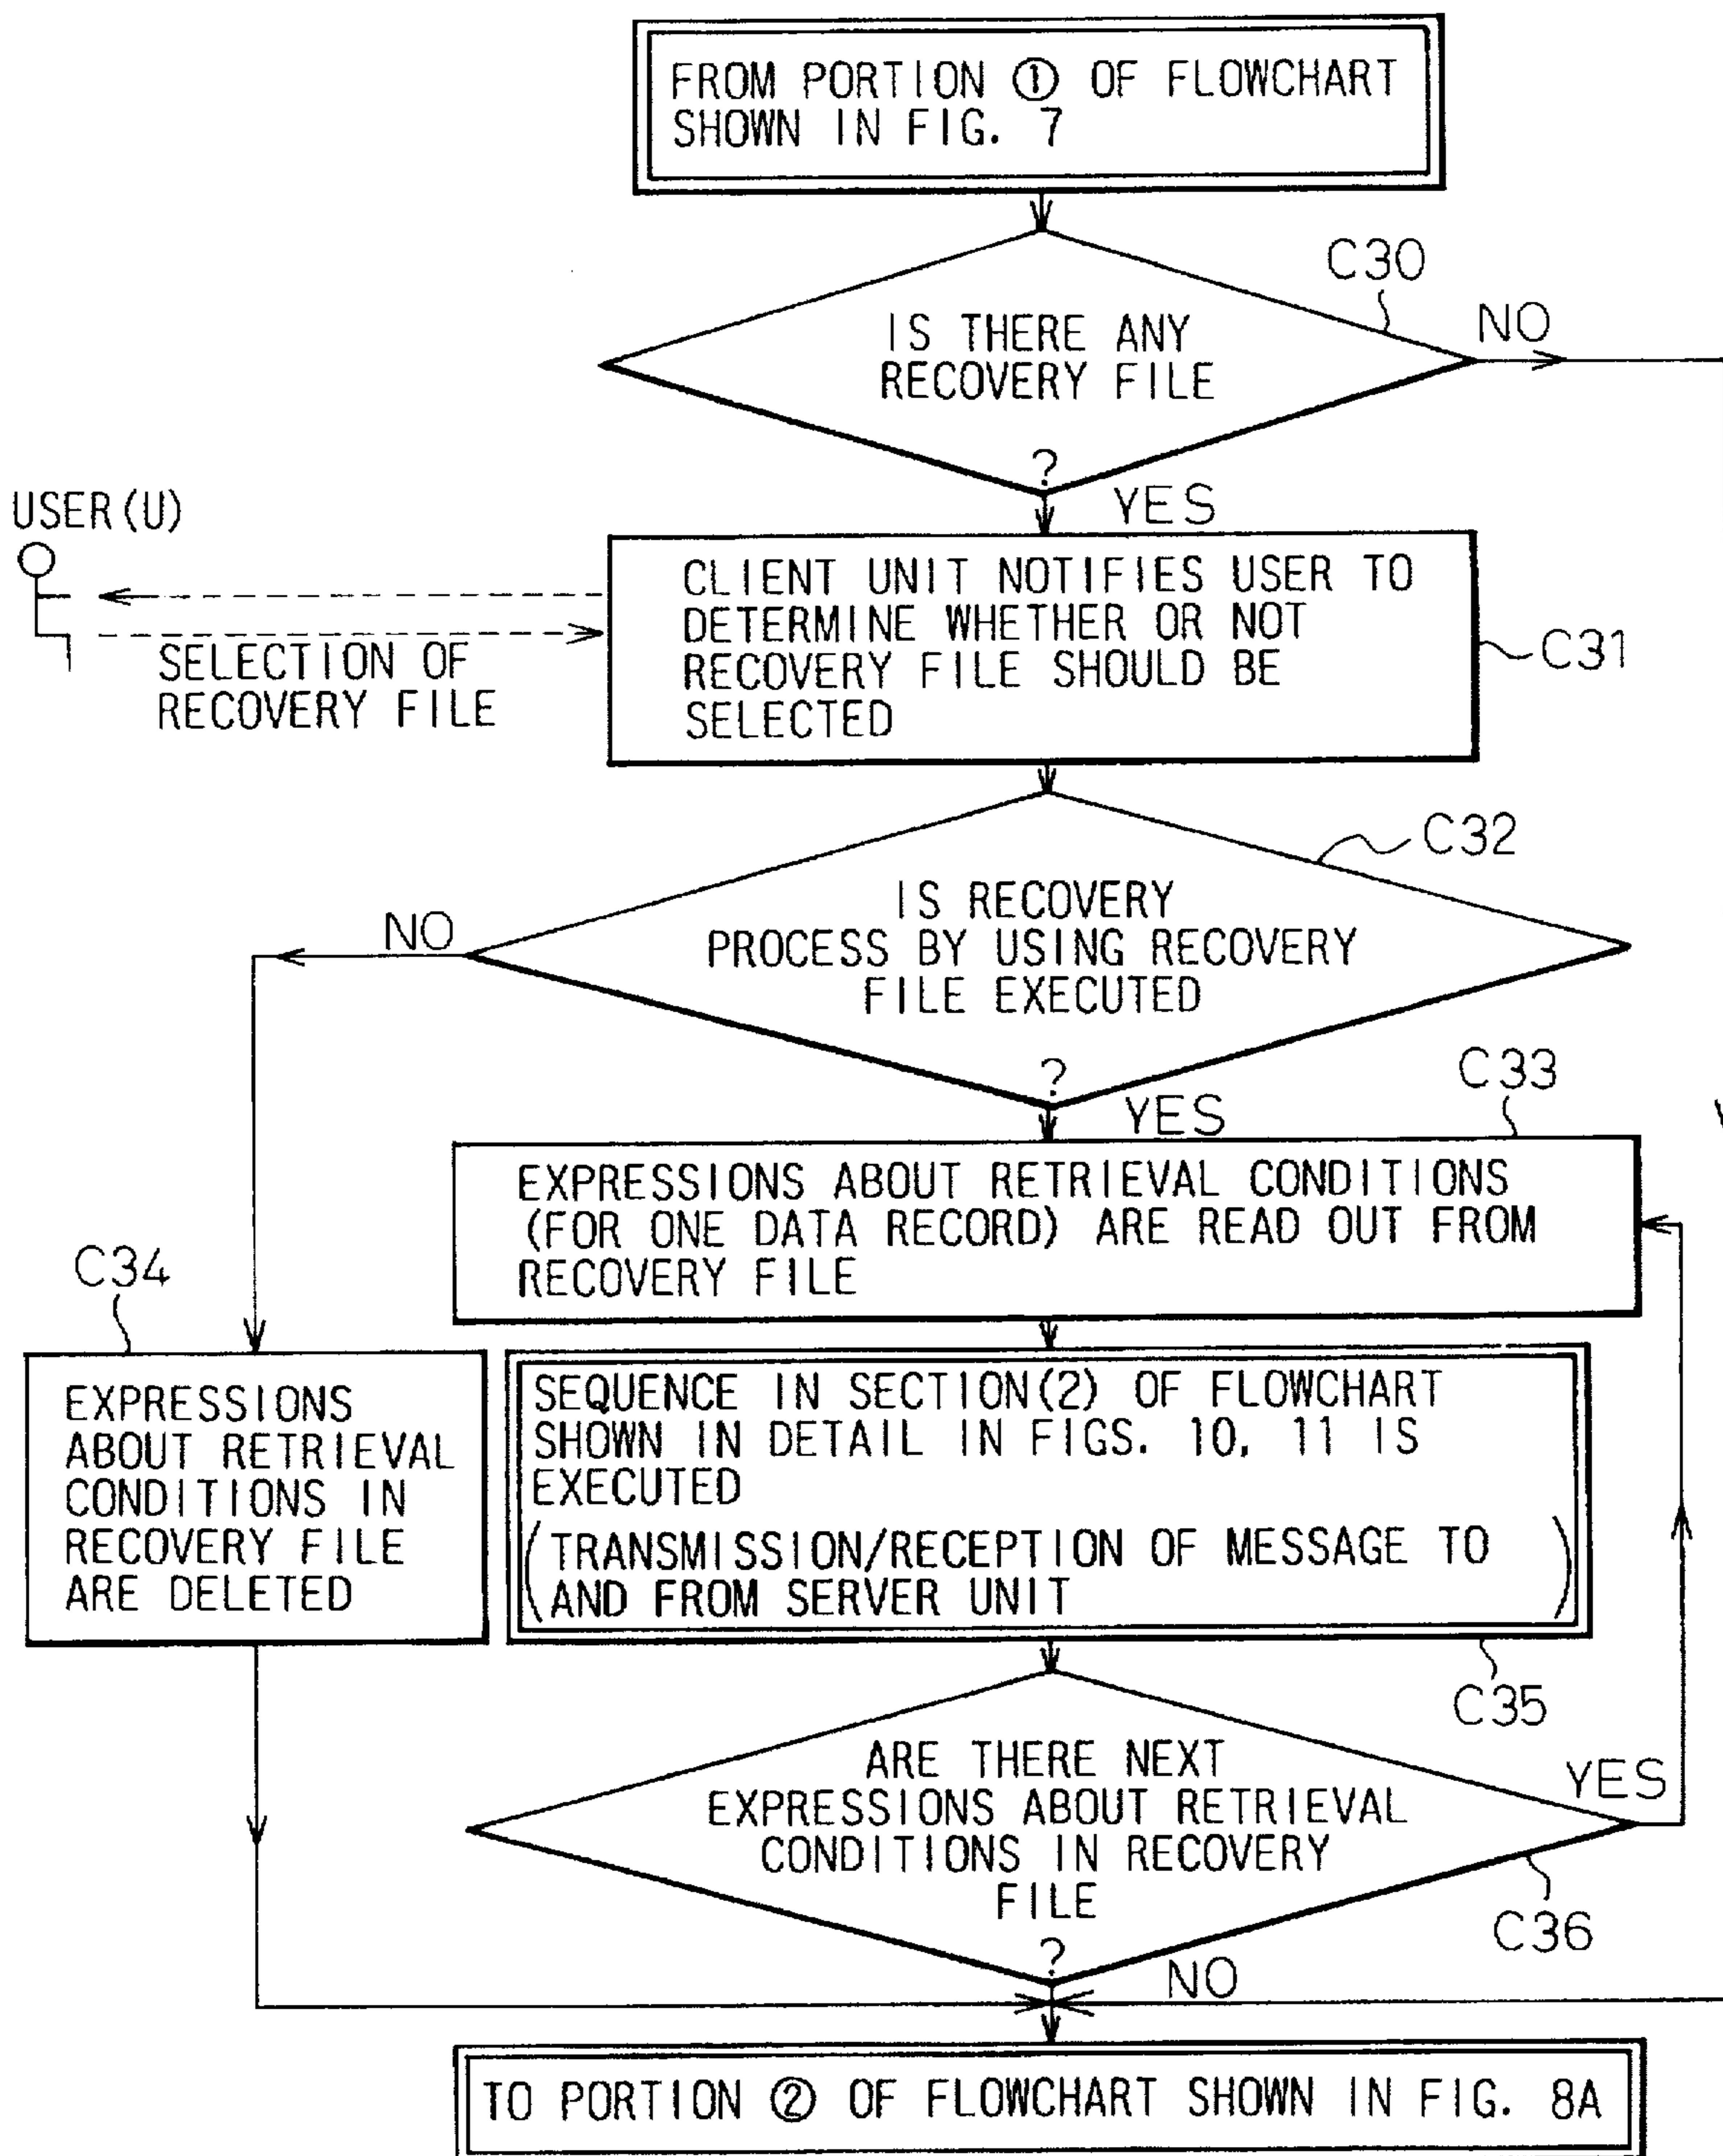 FROM PORTION ① OF FLOWCHART
SHOWN IN FIG. 7
C30
IS THERE ANY
RECOVERY FILE
?
NO
YES
USER(U)
SELECTION OF
RECOVERY FILE
CLIENT UNIT NOTIFIES USER TO
DETERMINE WHETHER OR NOT
RECOVERY FILE SHOULD BE
SELECTED
C31
C32
IS RECOVERY
PROCESS BY USING RECOVERY
FILE EXECUTED
?
NO
YES
C33
EXPRESSIONS ABOUT RETRIEVAL CONDITIONS
(FOR ONE DATA RECORD) ARE READ OUT FROM
RECOVERY FILE
C34
EXPRESSIONS
ABOUT RETRIEVAL
CONDITIONS IN
RECOVERY FILE
ARE DELETED
SEQUENCE IN SECTION(2) OF FLOWCHART
SHOWN IN DETAIL IN FIGS. 10, 11 IS
EXECUTED
(TRANSMISSION/RECEPTION OF MESSAGE TO
AND FROM SERVER UNIT)
C35
ARE THERE NEXT
EXPRESSIONS ABOUT RETRIEVAL
CONDITIONS IN RECOVERY
FILE
?
YES
C36
NO
TO PORTION ② OF FLOWCHART SHOWN IN FIG. 8A